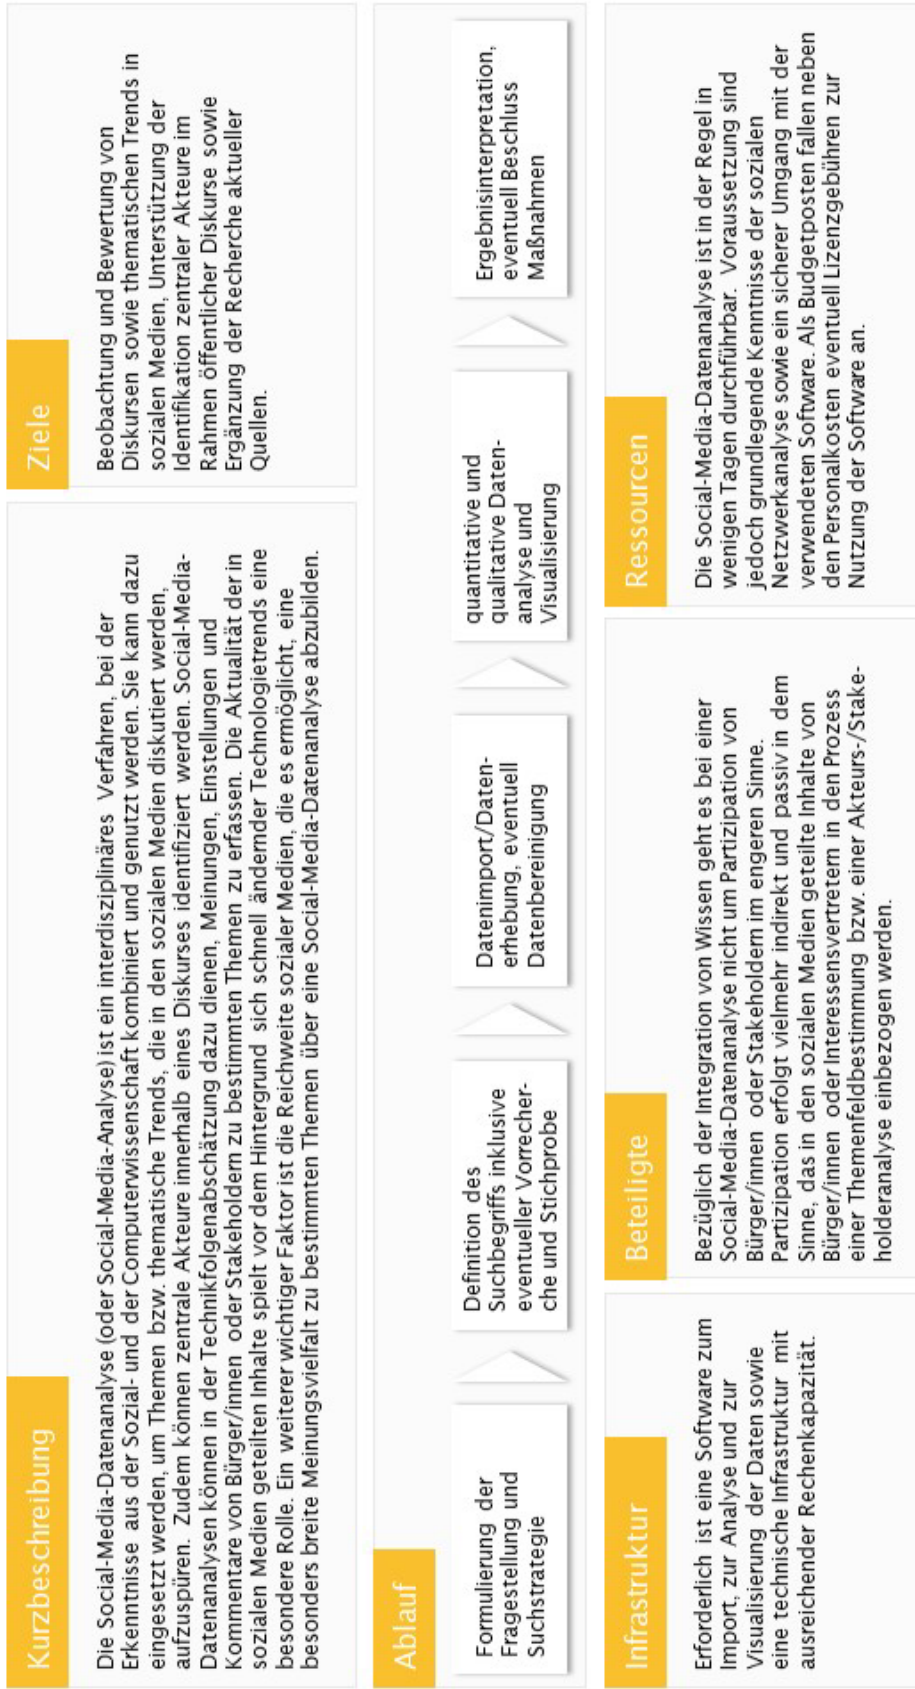 Kurzbeschreibung
Die Social-Media-Datenanalyse (oder Social-Media-Analyse) ist ein interdisziplinäres Verfahren, bei der
Erkenntnisse aus der Sozial- und der Computerwissenschaft kombiniert und genutzt werden. Sie kann dazu
eingesetzt werden, um Themen bzw. thematische Trends, die in den sozialen Medien diskutiert werden,
aufzuspüren. Zudem können zentrale Akteure innerhalb eines Diskurses identifiziert werden. Social-Media-
Datenanalysen können in der Technikfolgenabschätzung dazu dienen, Meinungen, Einstellungen und
Kommentare von Bürger/innen oder Stakeholdern zu bestimmten Themen zu erfassen. Die Aktualität der in
sozialen Medien geteilten Inhalte spielt vor dem Hintergrund sich schnell ändernder Technologietrends eine
besondere Rolle. Ein weiterer wichtiger Faktor ist die Reichweite sozialer Medien, die es ermöglicht, eine
besonders breite Meinungsvielfalt zu bestimmten Themen über eine Social-Media-Datenanalyse abzubilden.
Ziele
Beobachtung und Bewertung von
Diskursen sowie thematischen Trends in
sozialen Medien, Unterstützung der
Identifikation zentraler Akteure im
Rahmen öffentlicher Diskurse sowie
Ergänzung der Recherche aktueller
Quellen.
Ablauf
Formulierung der
Fragestellung und
Suchstrategie
Definition des
Suchbegriffs inklusive
eventueller Vorrecher-
che und Stichprobe
Datenimport/Daten-
erhebung, eventuell
Datenbereinigung
quantitative und
qualitative Daten-
analyse und
Visualisierung
Ergebnisinterpretation,
eventuell Beschluss
Maßnahmen
Infrastruktur
Erforderlich ist eine Software zum
Import, zur Analyse und zur
Visualisierung der Daten sowie
eine technische Infrastruktur mit
ausreichender Rechenkapazität.
Beteiligte
Bezüglich der Integration von Wissen geht es bei einer
Social-Media-Datenanalyse nicht um Partizipation von
Bürger/innen oder Stakeholdern im engeren Sinne.
Partizipation erfolgt vielmehr indirekt und passiv in dem
Sinne, das in den sozialen Medien geteilte Inhalte von
Bürger/innen oder Interessensvertretern in den Prozess
einer Themenfeldbestimmung bzw. einer Akteurs-/Stake-
holderanalyse einbezogen werden.
Ressourcen
Die Social-Media-Datenanalyse ist in der Regel in
wenigen Tagen durchführbar. Voraussetzung sind
jedoch grundlegende Kenntnisse der sozialen
Netzwerkanalyse sowie ein sicherer Umgang mit der
verwendeten Software. Als Budgetposten fallen neben
den Personalkosten eventuell Lizenzgebühren zur
Nutzung der Software an.